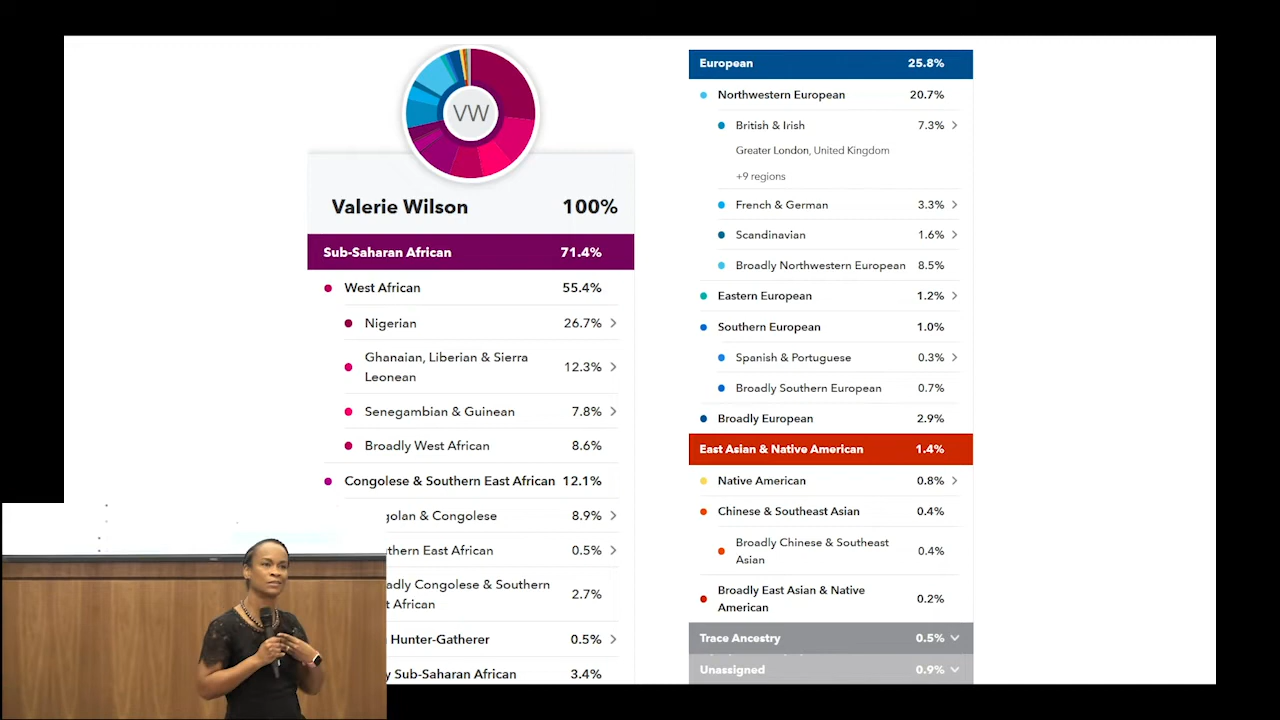 VW
Valerie Wilson 100%
Sub-Saharan African 71.4%
West African 55.4%
Nigerian 26.7%
Ghanaian, Liberian & Sierra
Leonean 12.3%
Senegambian & Guinean 7.8%
Broadly West African 8.6%
Congolese & Southern East African 12.1%
& Congolese 8.9%
East African 0.5%
Congolese & Southern
African 2.7%
Hunter-Gatherer 0.5%
Sub-Saharan African 3.4%
European 25.8%
Northwestern European 20.7%
British & Irish 7.3%
Greater London, United Kingdom
+9 regions
French & German 3.3%
Scandinavian 1.6%
Broadly Northwestern European 8.5%
Eastern European 1.2%
Southern European 1.0%
Spanish & Portuguese 0.3%
Broadly Southern European 0.7%
Broadly European 2.9%
East Asian & Native American 1.4%
Native American 0.8%
Chinese & Southeast Asian 0.4%
Broadly Chinese & Southeast
Asian 0.4%
Broadly East Asian & Native
American 0.2%
Trace Ancestry 0.5%
Unassigned 0.9%